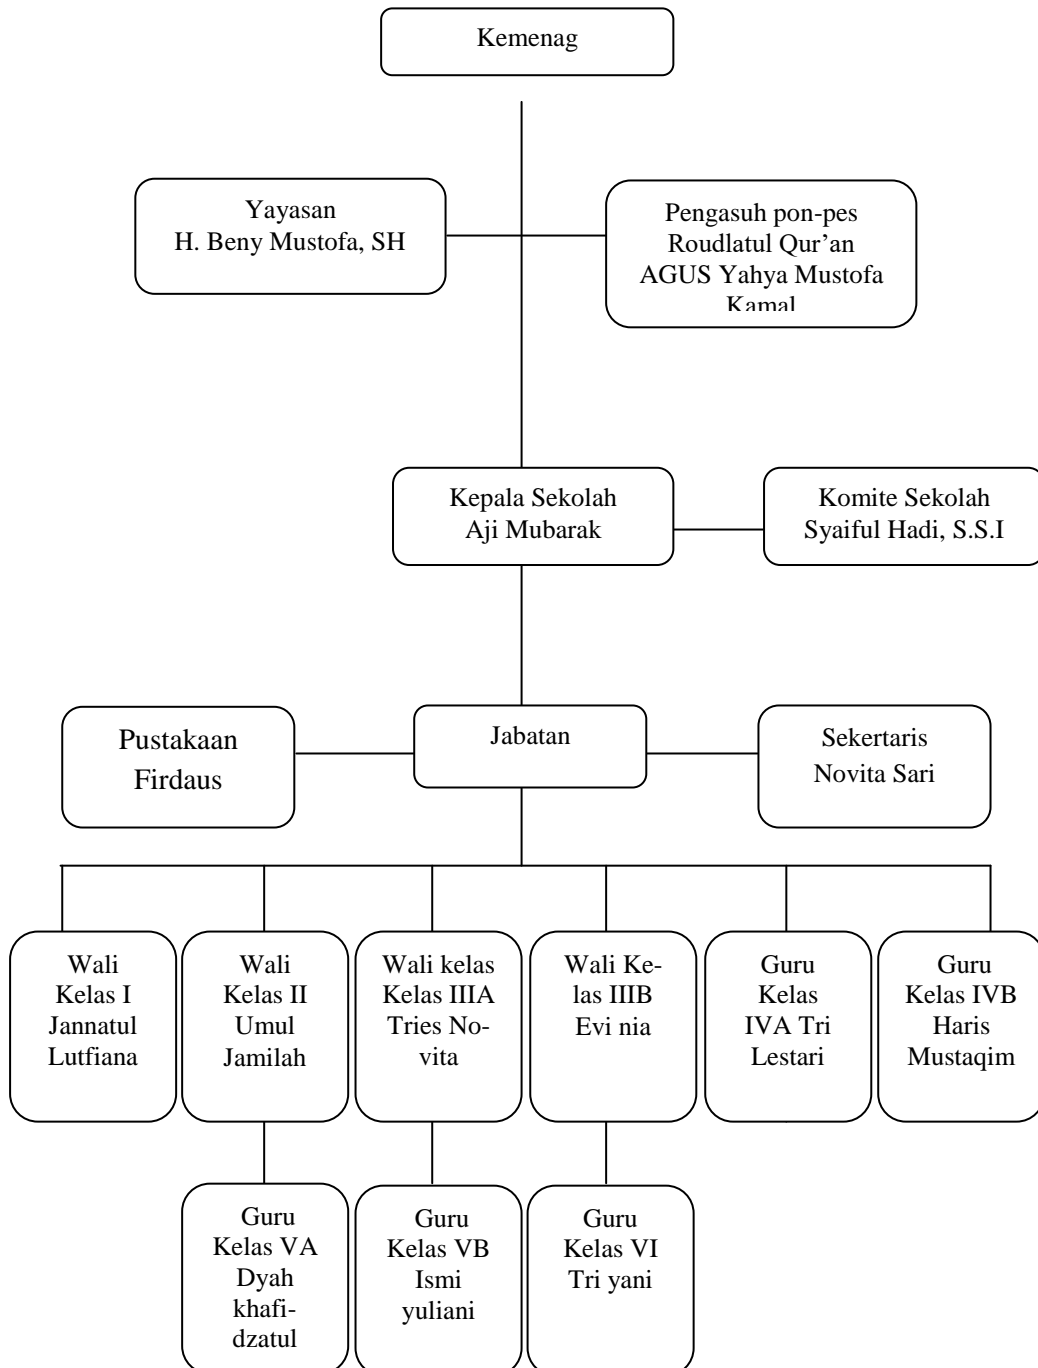 Kemenag
Yayasan
H. Beny Mustofa, SH
Pengasuh pon-pes
Roudlatul Qur’an
AGUS Yahya Mustofa
Kamal
Kepala Sekolah
Aji Mubarak
Komite Sekolah
Syaiful Hadi, S.S.I
Pustakaan
Firdaus
Jabatan
Sekertaris
Novita Sari
Wali
Kelas I
Jannatul
Lutfiana
Wali
Kelas II
Umul
Jamilah
Wali kelas
Kelas IIIA
Tries No-
vita
Wali Ke-
las IIIB
Evi nia
Guru
Kelas
IVA Tri
Lestari
Guru
Kelas IVB
Haris
Mustaqim
Guru
Kelas VA
Dyah
khafi-
dzatul
Guru
Kelas VB
Ismi
yuliani
Guru
Kelas VI
Tri yani